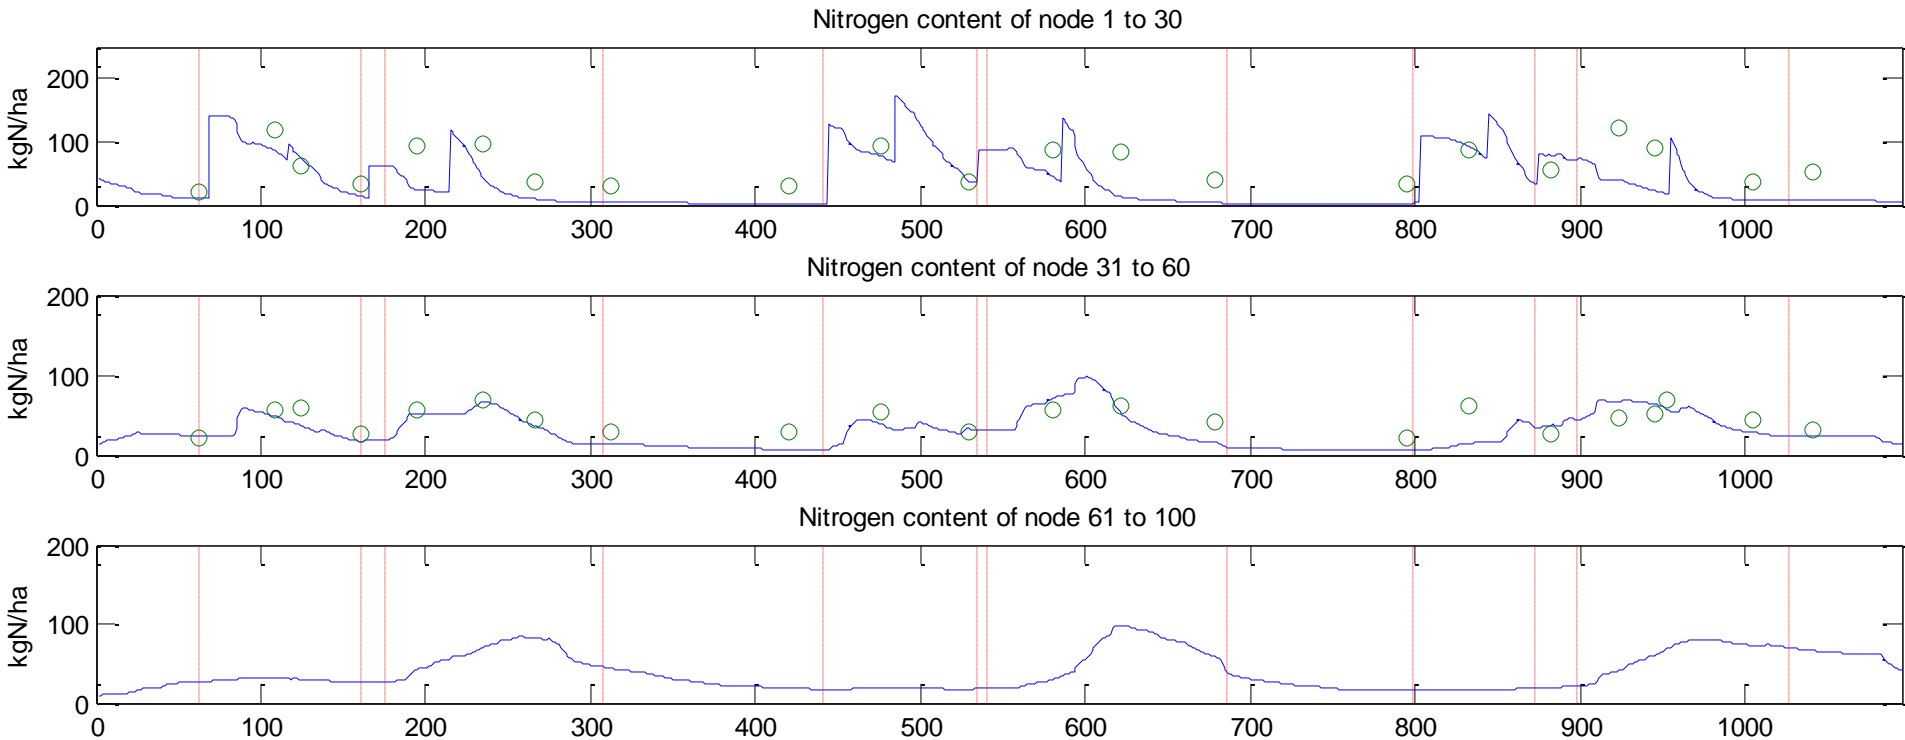 Nitrogen content of node 1 to 30
kgN/ha
200
100
0
0 100 200 300 400 500 600 700 800 900 1000
Nitrogen content of node 31 to 60
kgN/ha
200
100
0
0 100 200 300 400 500 600 700 800 900 1000
Nitrogen content of node 61 to 100
kgN/ha
200
100
0
0 100 200 300 400 500 600 700 800 900 1000